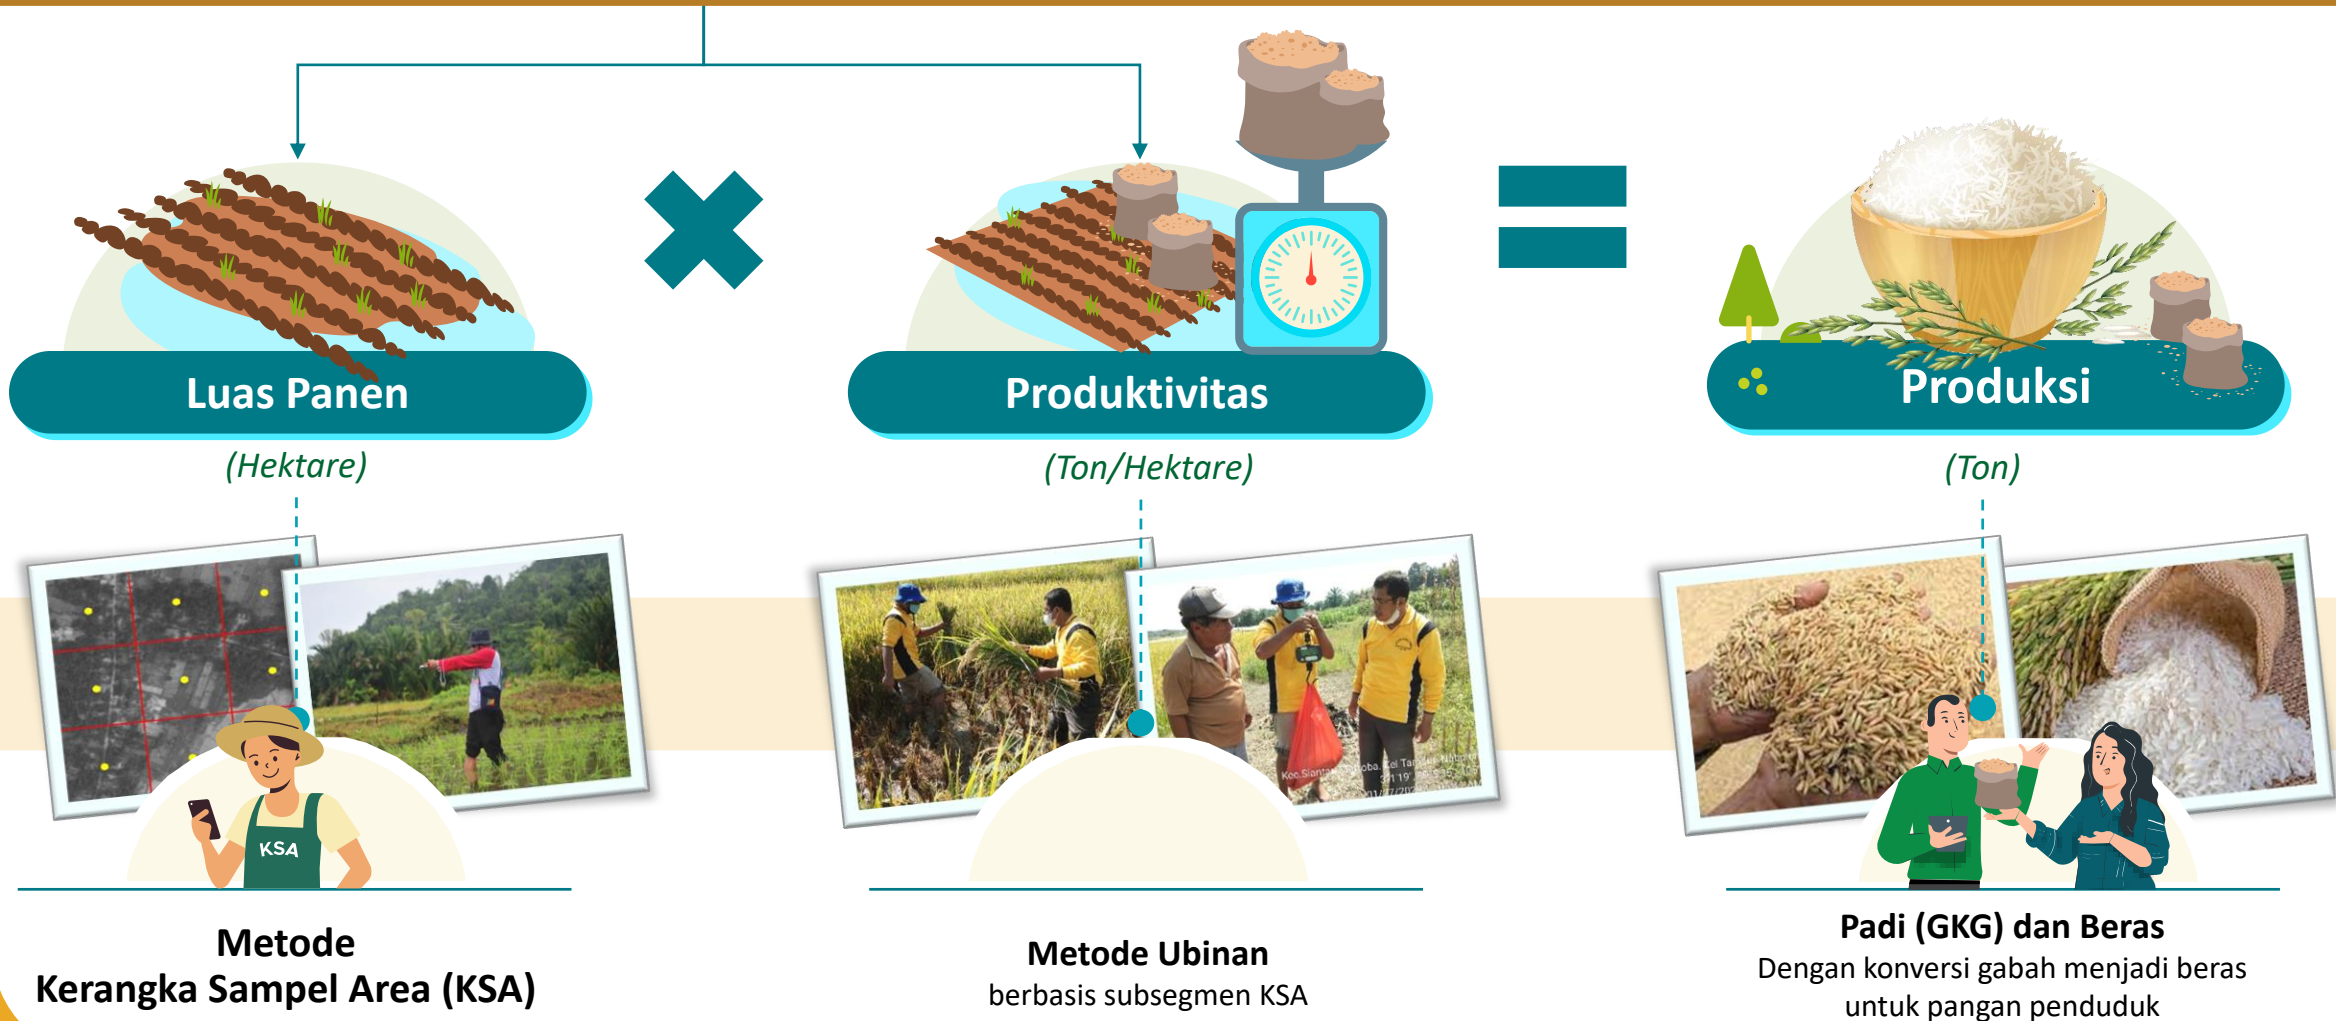 Luas Panen
(Hektare)
Produktivitas
(Ton/Hektare)
Produksi
(Ton)
KSA
Metode
Kerangka Sampel Area (KSA)
Metode Ubinan
berbasis subsegmen KSA
Padi (GKG) dan Beras
Dengan konversi gabah menjadi beras
untuk pangan penduduk